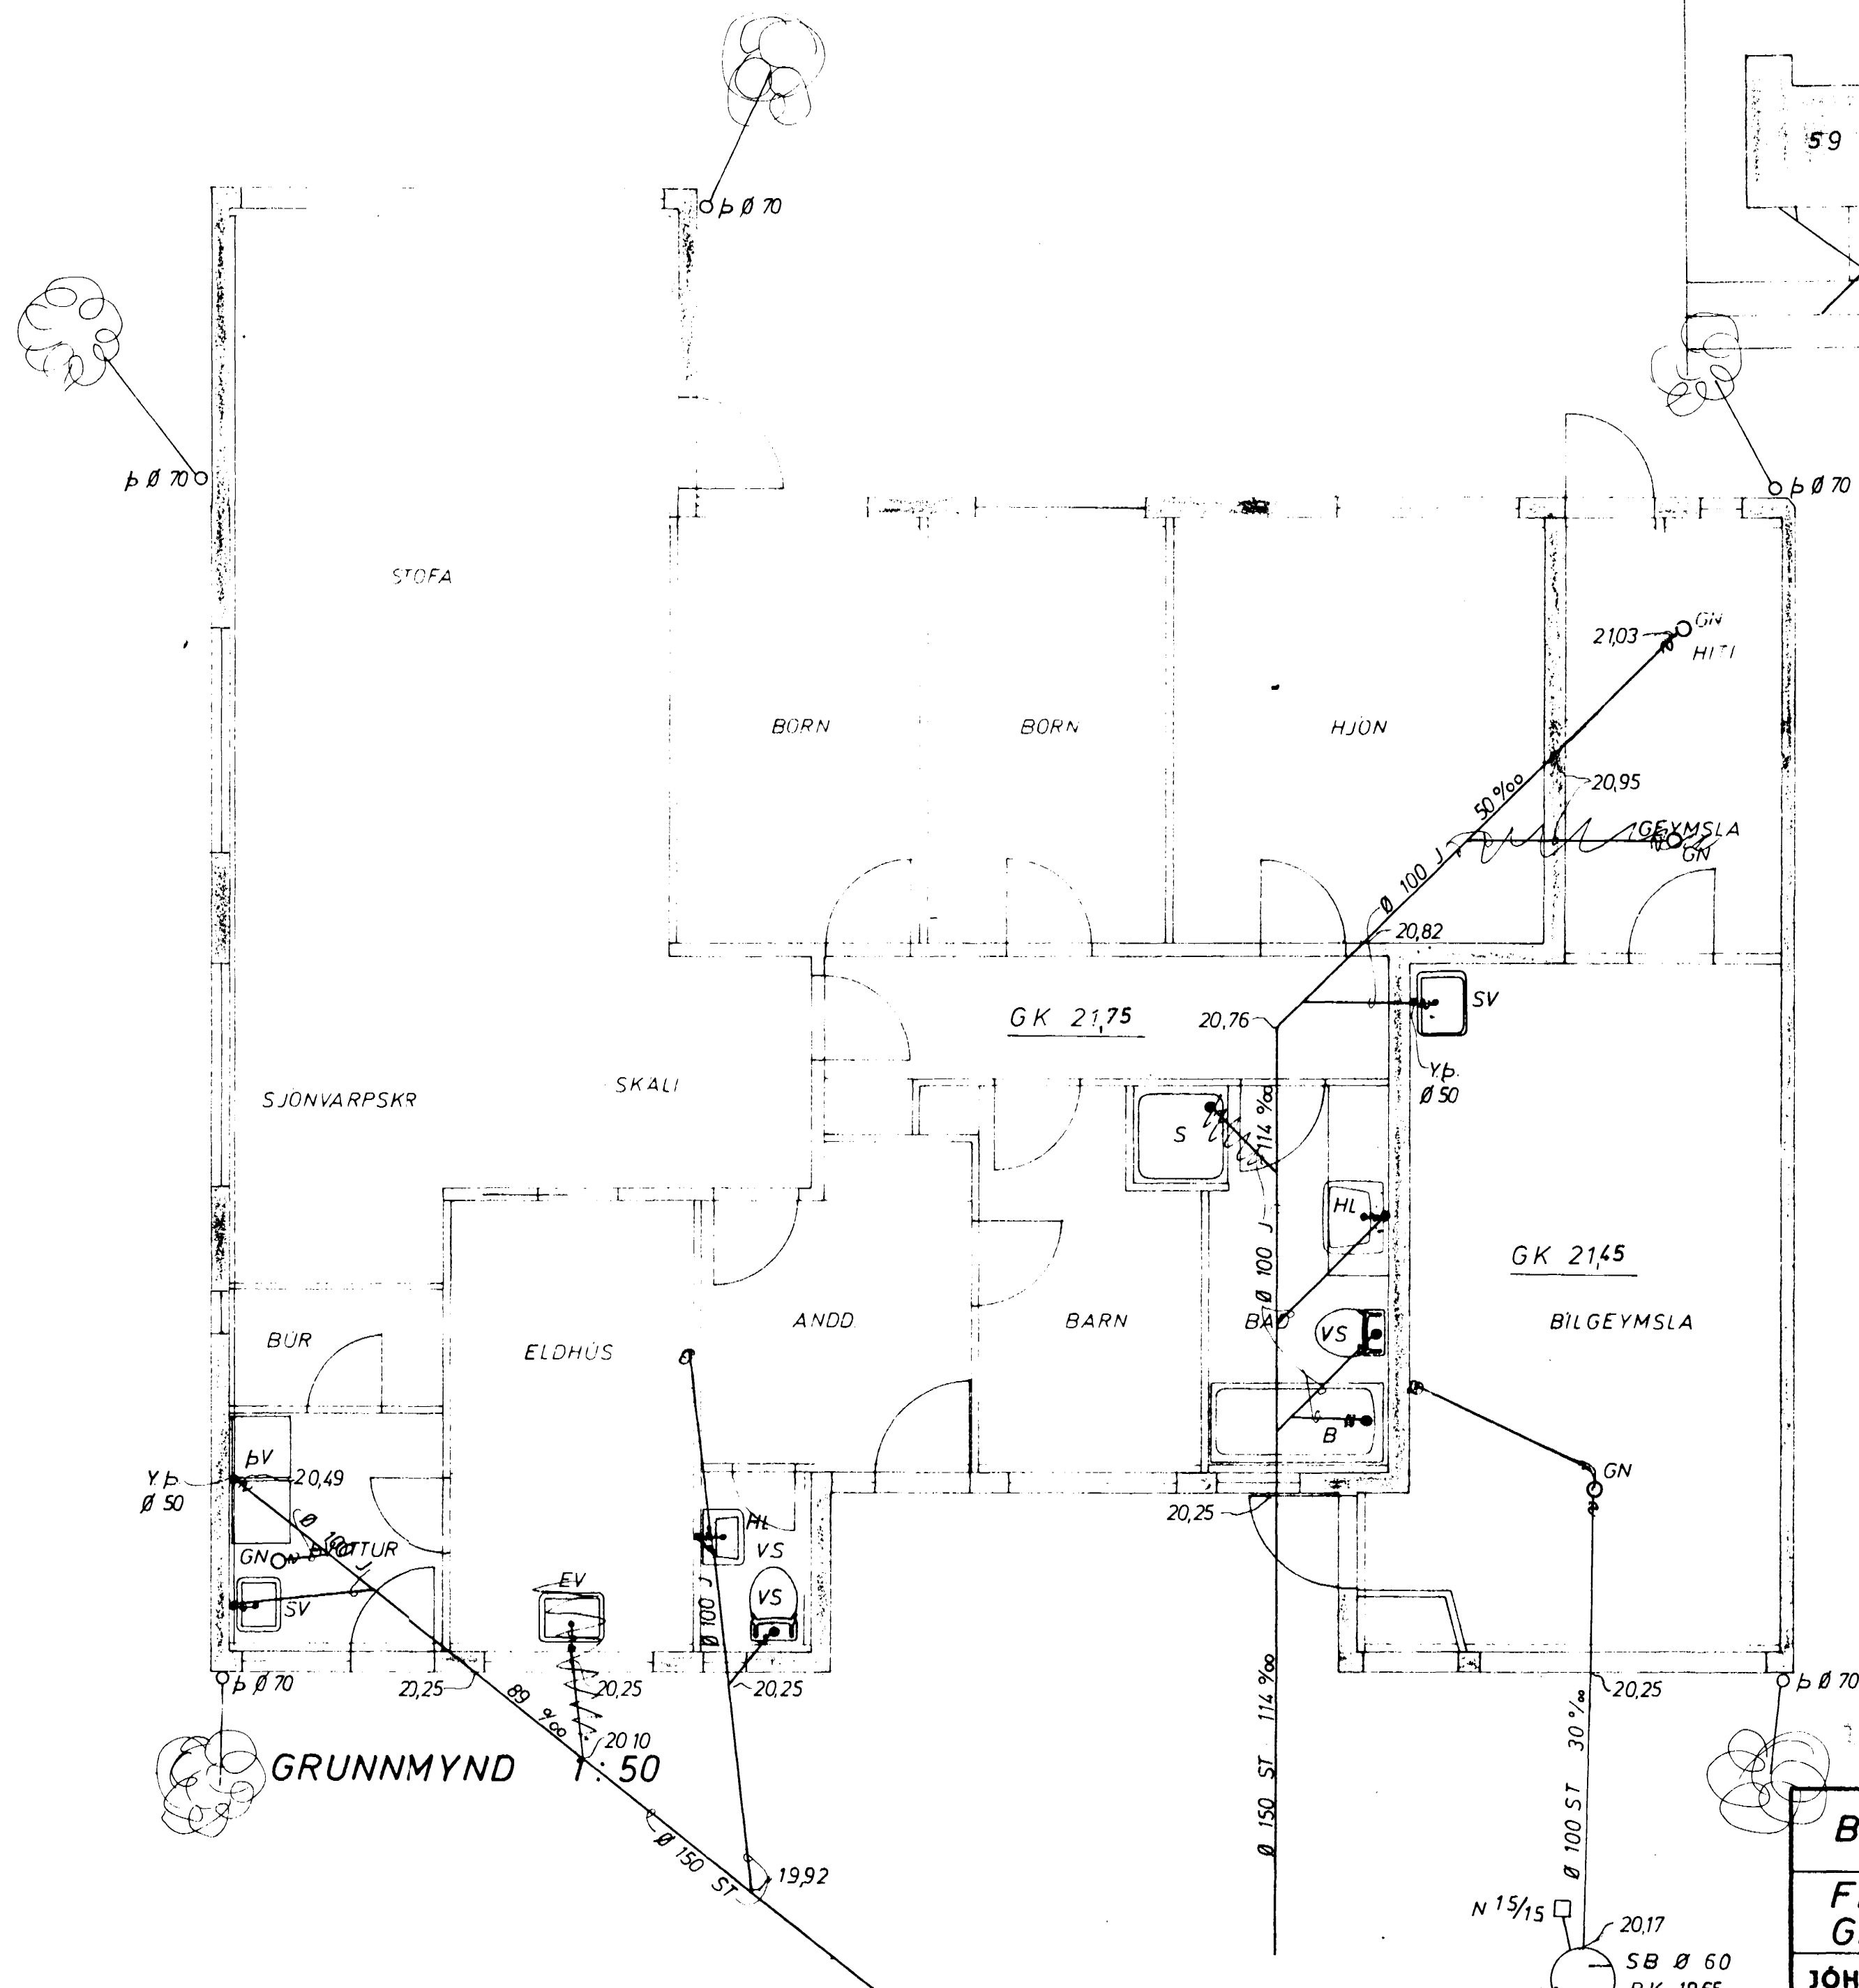 59
þ Ø 70
þ Ø 70
þ Ø 70
STOFA
GN
21,03
HITI
BÖRN
BÖRN
HJÓN
50 ‰
20,95
GEYMSLA
GN
Ø 100 J
20,82
SV
GK 21,75
20,76
Y.þ.
Ø 50
SKÁLI
SJÓNVARPSKR
114 ‰
S
HL
Ø 100 J
GK 21,45
BÚR
ELDHÚS
ANDD.
BARN
BAÐ
VS
BÍLGEYMSLA
B
þV
20,49
Y.þ
Ø 50
GN
20,25
Ø 100 J
ÞVOTTUR
GN
HL
VS
EV
SV
VS
Ø 100 J
þ Ø 70
20,25
20,25
20,25
20,25
þ Ø 70
89 ‰
20 10
GRUNNMYND 1:50
Ø 150 ST 114 ‰
Ø 100 ST 30 ‰
Ø 150 ST
19,92
N 15/15
20,17
SB Ø 60
B
F
G
JÓH